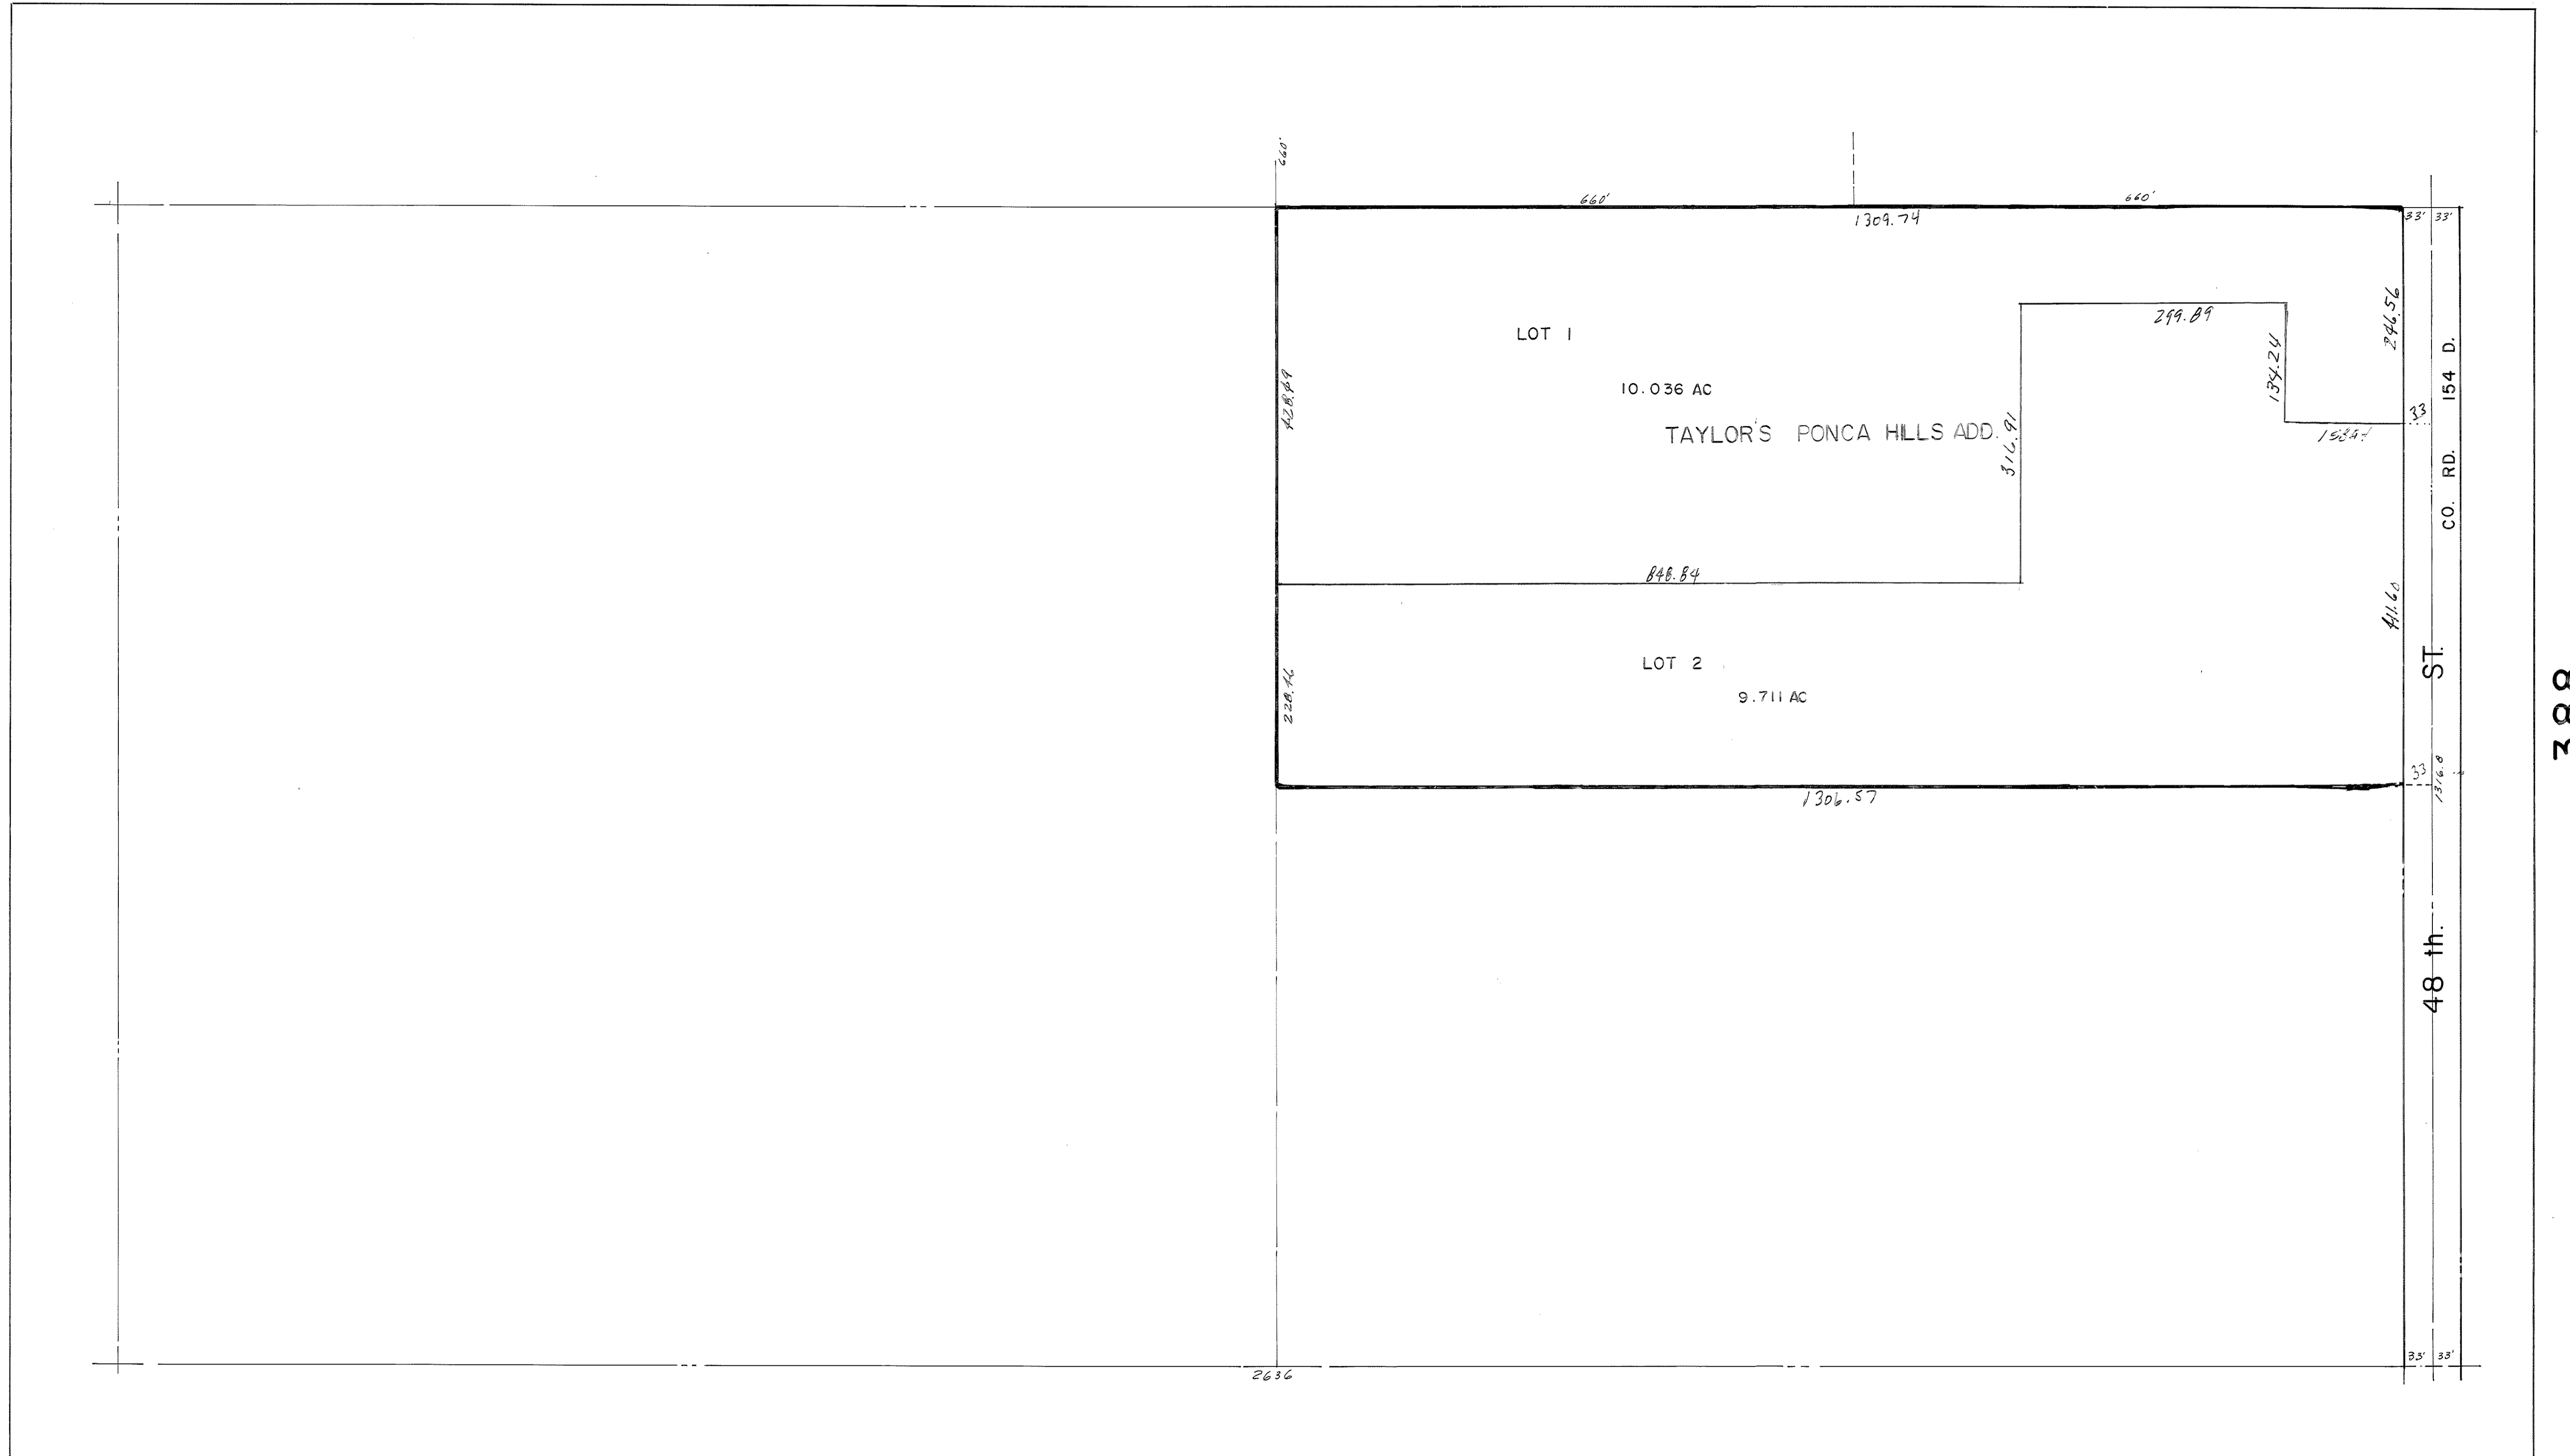 660'
660'
660'
1309.74
33'
33'
246.56
299.89
LOT 1
134.24
CO. RD. 154 D.
428.49
10.036 AC
33
TAYLOR'S PONCA HILLS ADD.
316.91
848.84
411.60
LOT 2
ST.
228.46
9.711 AC
388
33
1316.8
1306.57
48 th.
33'
33'
2636